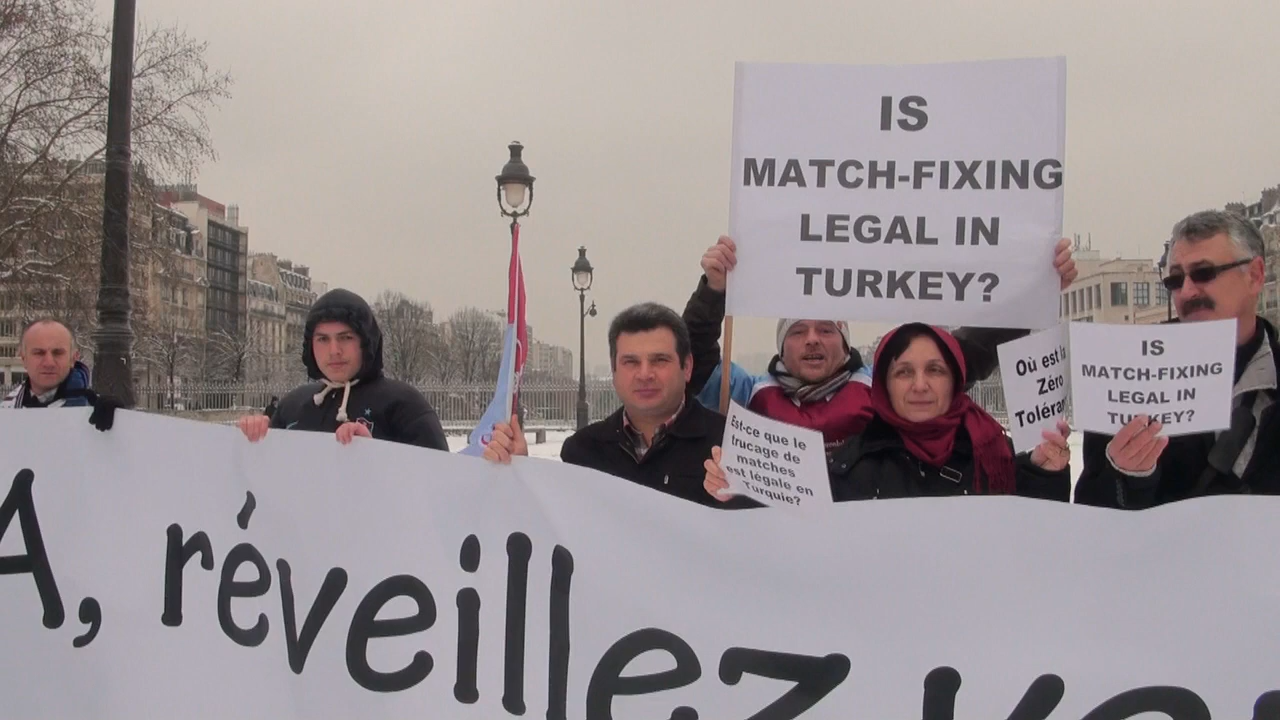 IS
MATCH-FIXING
LEGAL IN
TURKEY?
Où est la
Zéro
IS
MATCH-FIXING
LEGAL IN
TURKEY?
Est-ce que le
trucage de
matches
est légale en
Turquie?
A, réveillez